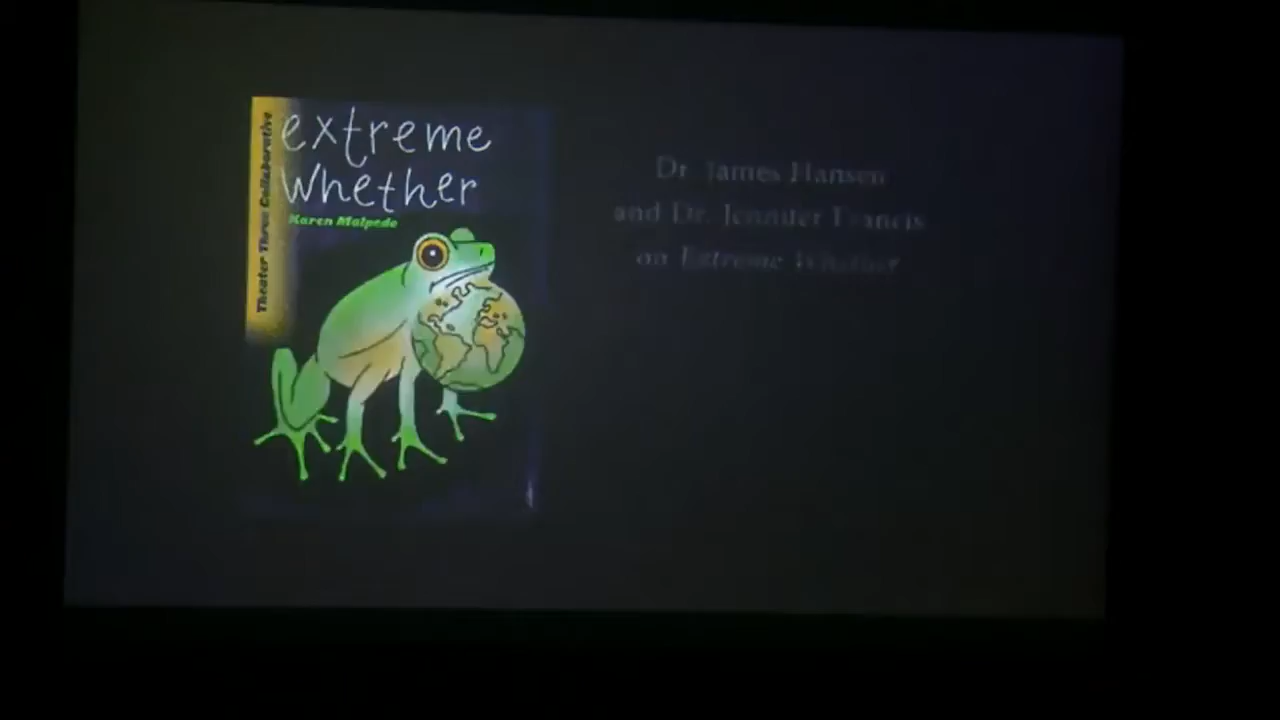 Theater Three Collaborative
extreme
Whether
Karen Malpede
Dr. James Hansen
and Dr. Jennifer Francis
on Extreme Whether